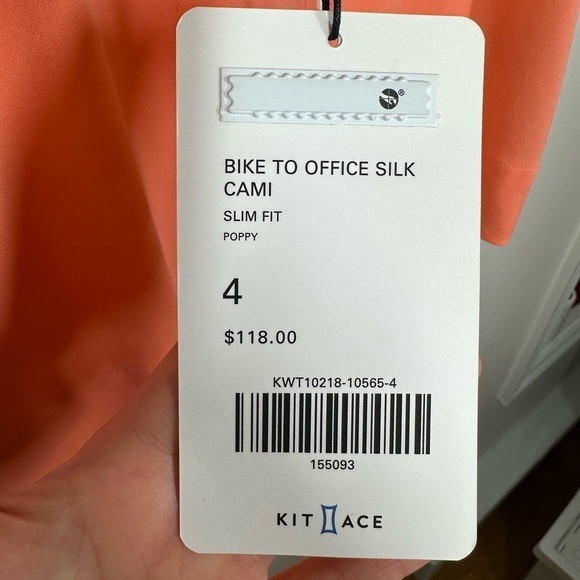 BIKE TO OFFICE SILK
CAMI
SLIM FIT
POPPY
4
$118.00
KWT10218-10565-4
155093
KIT ACE